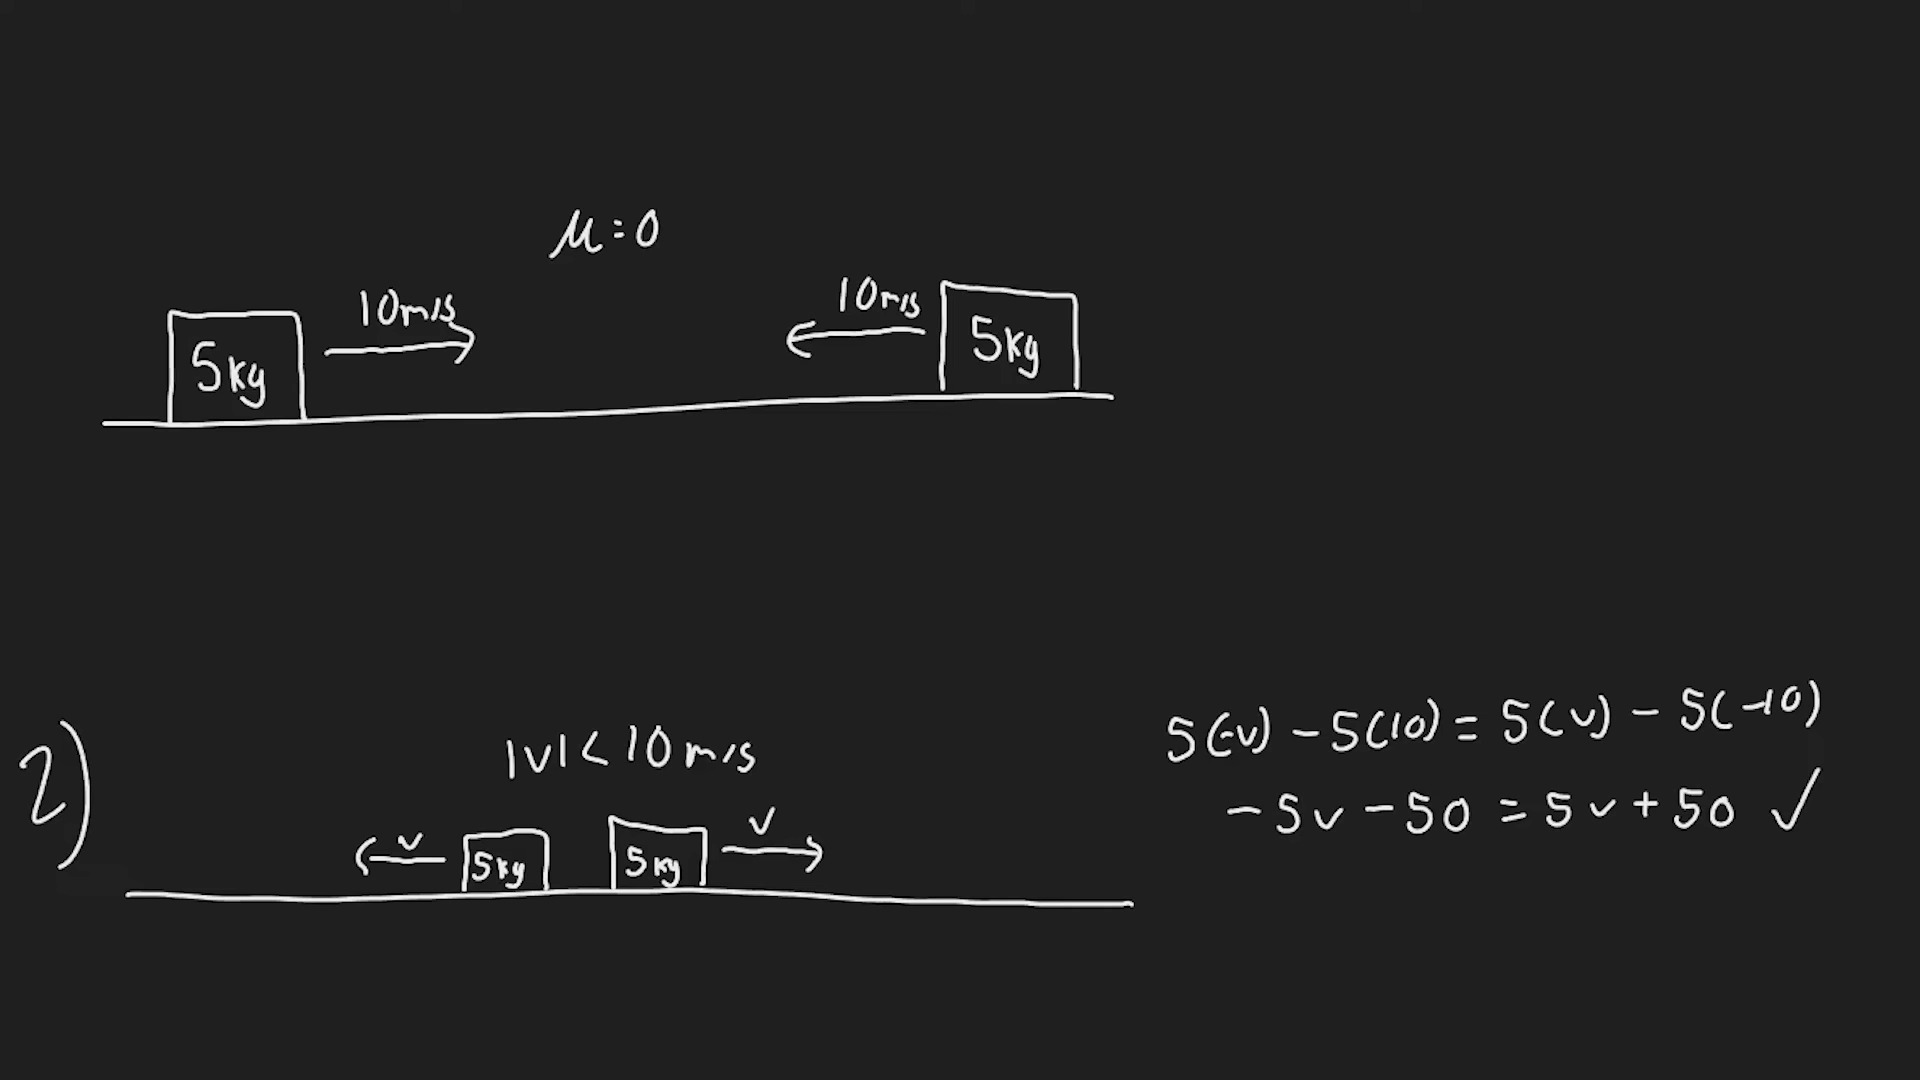 μ=0
10m/s
10m/s
5kg
5kg
2)
|v|<10m/s
v
v
5kg
5kg
5(-v) - 5(10) = 5(v) - 5(-10)
-5v - 50 = 5v + 50 ✓